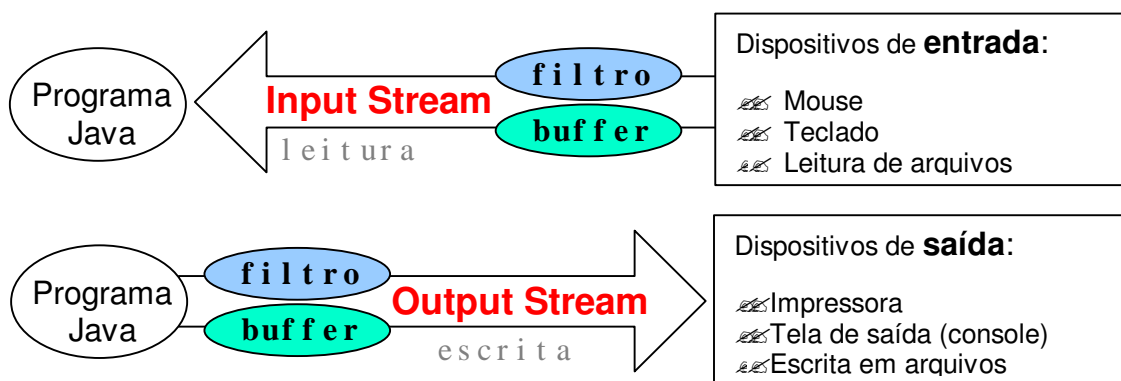 Programa
Java
Input Stream
leitura
filtro
buffer
Dispositivos de entrada:
Mouse
Teclado
Leitura de arquivos
Programa
Java
filtro
buffer
Output Stream
escrita
Dispositivos de saída:
Impressora
Tela de saída (console)
Escrita em arquivos